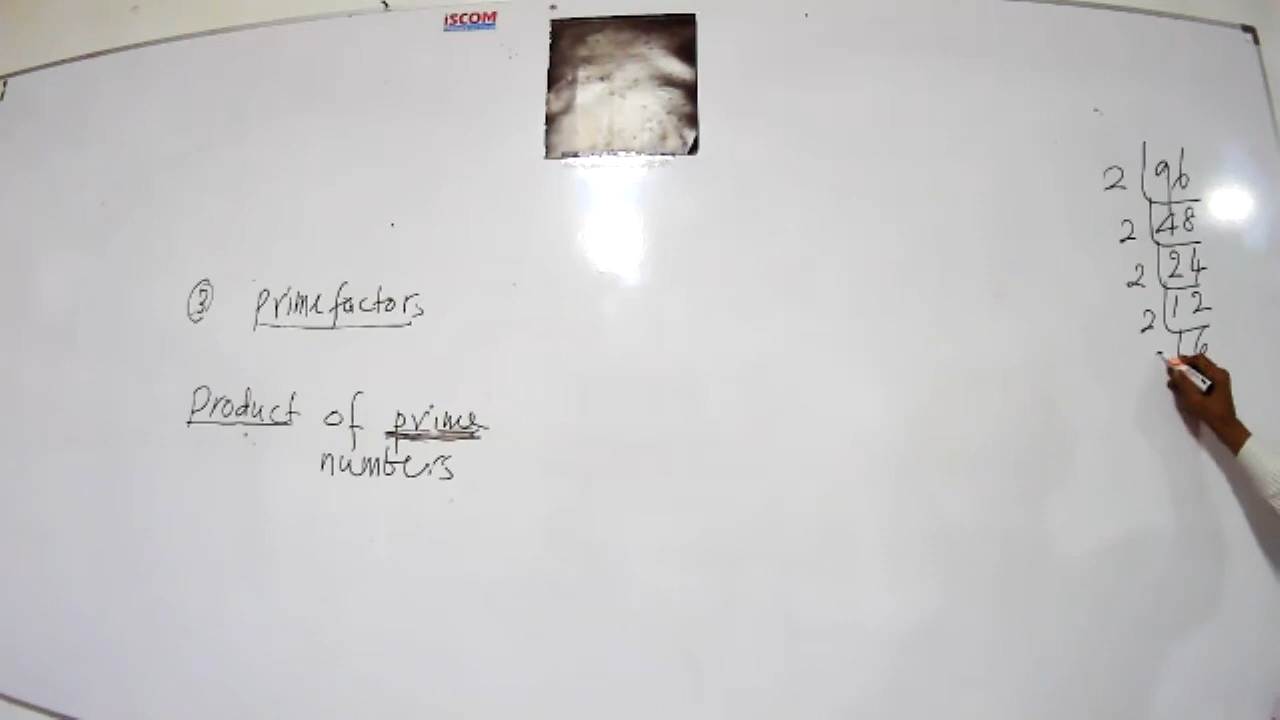 iSCOM
③ Prime factors
Product of prime
numbers
2 | 96
2 | 48
2 | 24
2 | 12
| 6